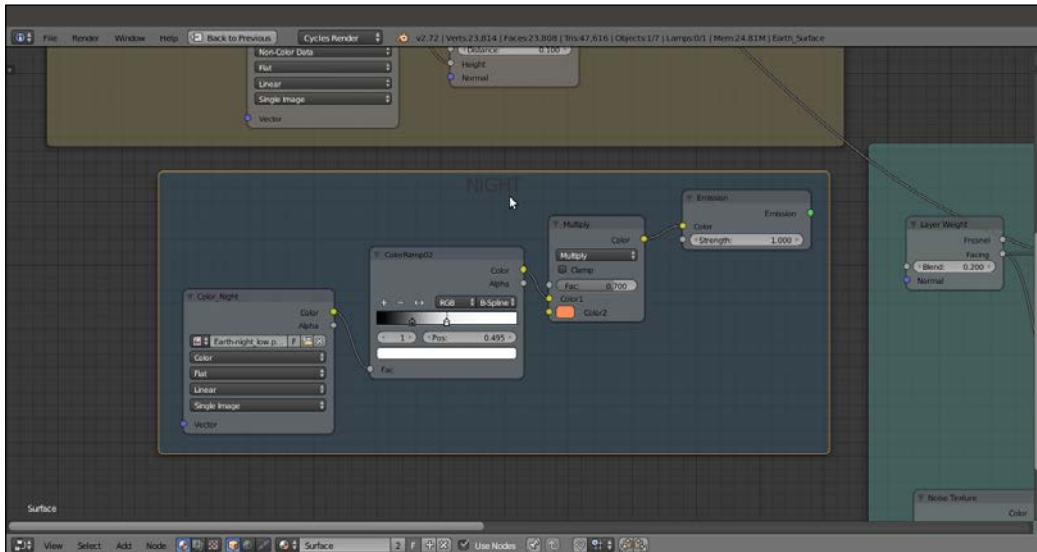 File Render Window Help Back to Previous Cycles Render v2.72 | Verts:23,814 | Faces:23,808 | Tris:47,616 | Objects:1/7 | Lamps:0/1 | Mem:24.81M | Earth_Surface
Non-Color Data
Flat
Linear
Single Image
Vector
Distance: 0.100
Height
Normal
NIGHT
Color_Night
Color
Alpha
Earth-night_low.p... F
Color
Flat
Linear
Single Image
Vector
ColorRamp02
Color
Alpha
RGB B-Spline
1 Pos: 0.495
Fac
Multiply
Color
Multiply
Clamp
Fac: 0.700
Color1
Color2
Emission
Emission
Color
Strength: 1.000
Layer Weight
Fresnel
Facing
Blend: 0.200
Normal
Noise Texture
Color
Surface
View Select Add Node Surface 2 F Use Nodes